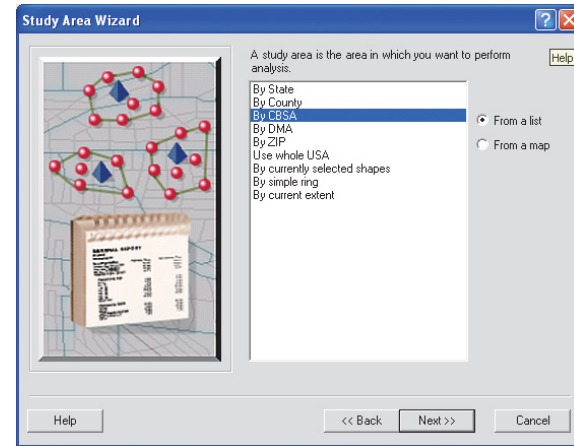 Study Area Wizard
?
X
A study area is the area in which you want to perform
analysis.
Help
By State
By County
By CBSA
By DMA
By ZIP
Use whole USA
By currently selected shapes
By simple ring
By current extent
From a list
From a map
GENERAL REPORT
Help
<< Back
Next >>
Cancel